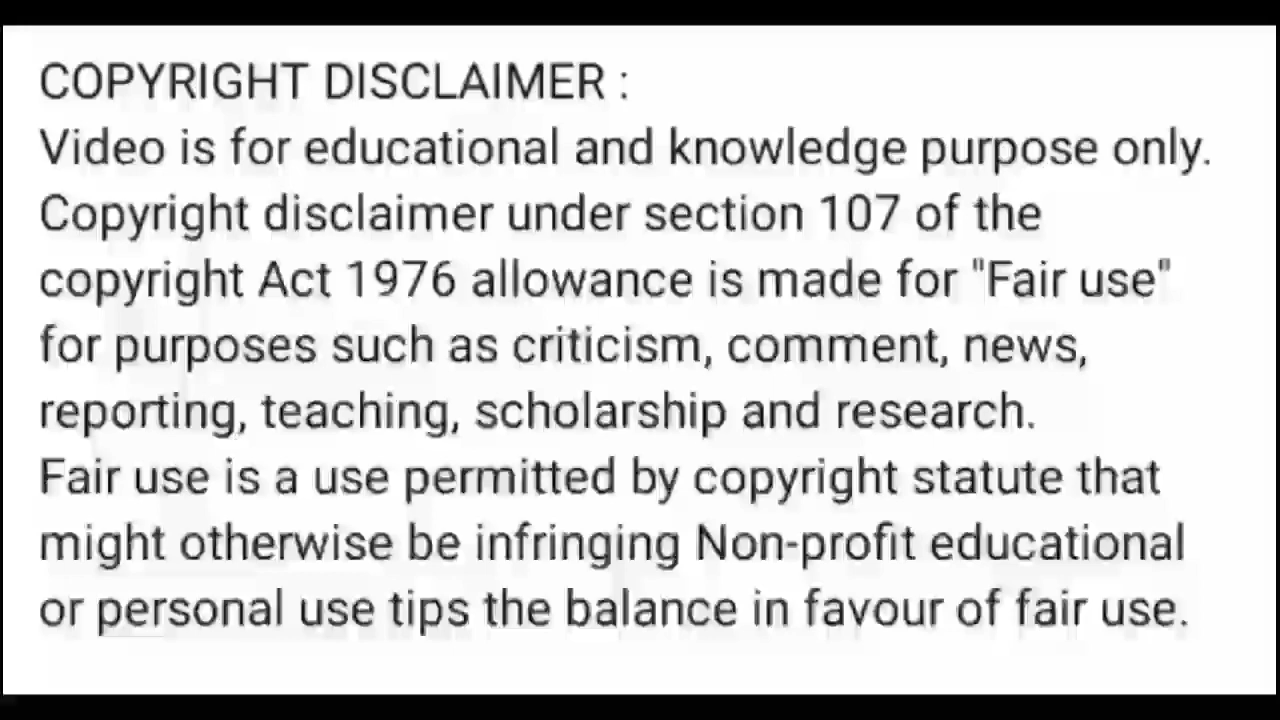 COPYRIGHT DISCLAIMER :
Video is for educational and knowledge purpose only.
Copyright disclaimer under section 107 of the
copyright Act 1976 allowance is made for "Fair use"
for purposes such as criticism, comment, news,
reporting, teaching, scholarship and research.
Fair use is a use permitted by copyright statute that
might otherwise be infringing Non-profit educational
or personal use tips the balance in favour of fair use.